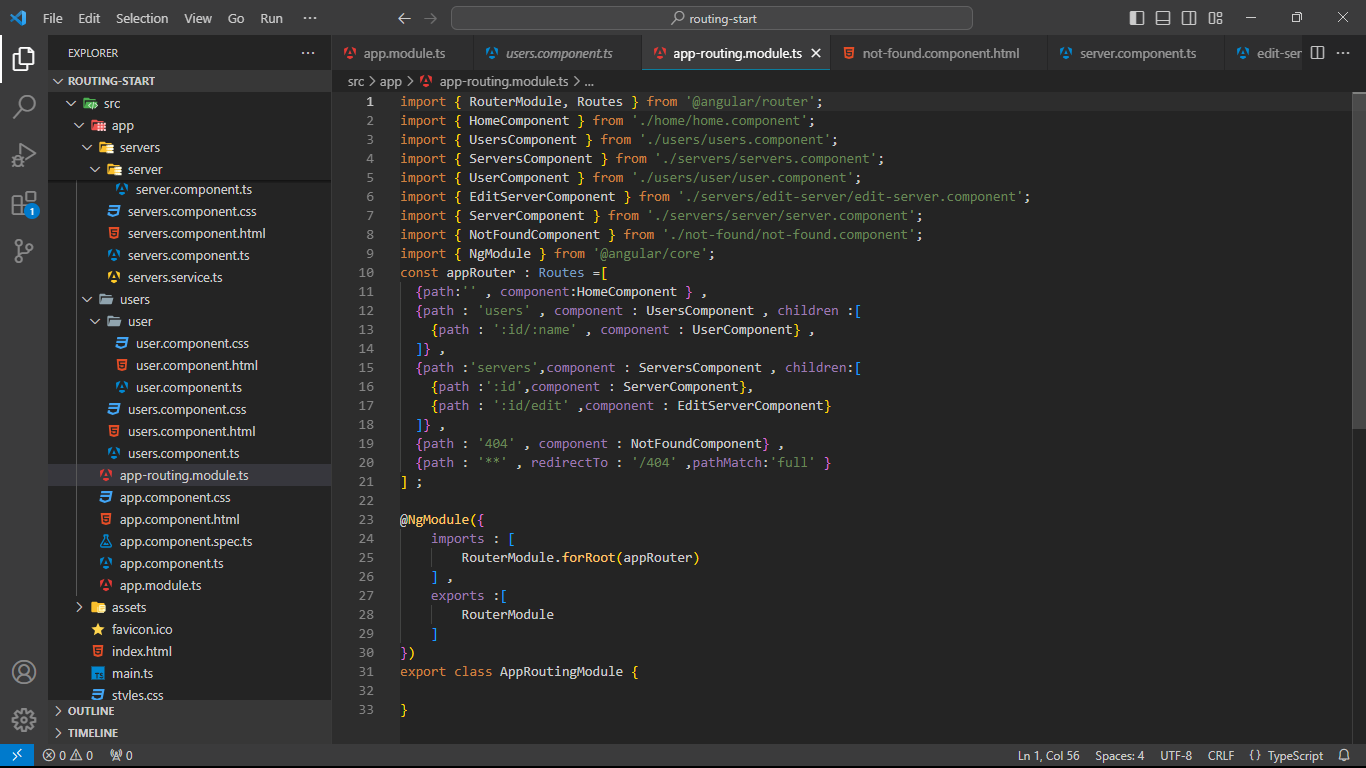 File Edit Selection View Go Run ···
routing-start
EXPLORER ···
ROUTING-START
src
app
servers
server
server.component.ts
servers.component.css
servers.component.html
servers.component.ts
servers.service.ts
users
user
user.component.css
user.component.html
user.component.ts
users.component.css
users.component.html
users.component.ts
app-routing.module.ts
app.component.css
app.component.html
app.component.spec.ts
app.component.ts
app.module.ts
assets
favicon.ico
index.html
TS main.ts
styles.css
OUTLINE
TIMELINE
1
app.module.ts users.component.ts app-routing.module.ts not-found.component.html server.component.ts edit-ser ···
src > app > app-routing.module.ts > ...
1 import { RouterModule, Routes } from '@angular/router';
2 import { HomeComponent } from './home/home.component';
3 import { UsersComponent } from './users/users.component';
4 import { ServersComponent } from './servers/servers.component';
5 import { UserComponent } from './users/user/user.component';
6 import { EditServerComponent } from './servers/edit-server/edit-server.component';
7 import { ServerComponent } from './servers/server/server.component';
8 import { NotFoundComponent } from './not-found/not-found.component';
9 import { NgModule } from '@angular/core';
10 const appRouter : Routes =[
11   {path:'' , component:HomeComponent } ,
12   {path : 'users' , component : UsersComponent , children :[
13     {path : ':id/:name' , component : UserComponent} ,
14   ]} ,
15   {path :'servers',component : ServersComponent , children:[
16     {path :':id',component : ServerComponent},
17     {path : ':id/edit' ,component : EditServerComponent}
18   ]} ,
19   {path : '404' , component : NotFoundComponent} ,
20   {path : '**' , redirectTo : '/404' ,pathMatch:'full' }
21 ] ;
22
23 @NgModule({
24     imports : [
25         RouterModule.forRoot(appRouter)
26     ] ,
27     exports :[
28         RouterModule
29     ]
30 })
31 export class AppRoutingModule {
32
33 }
0 0 0 Ln 1, Col 56 Spaces: 4 UTF-8 CRLF {} TypeScript